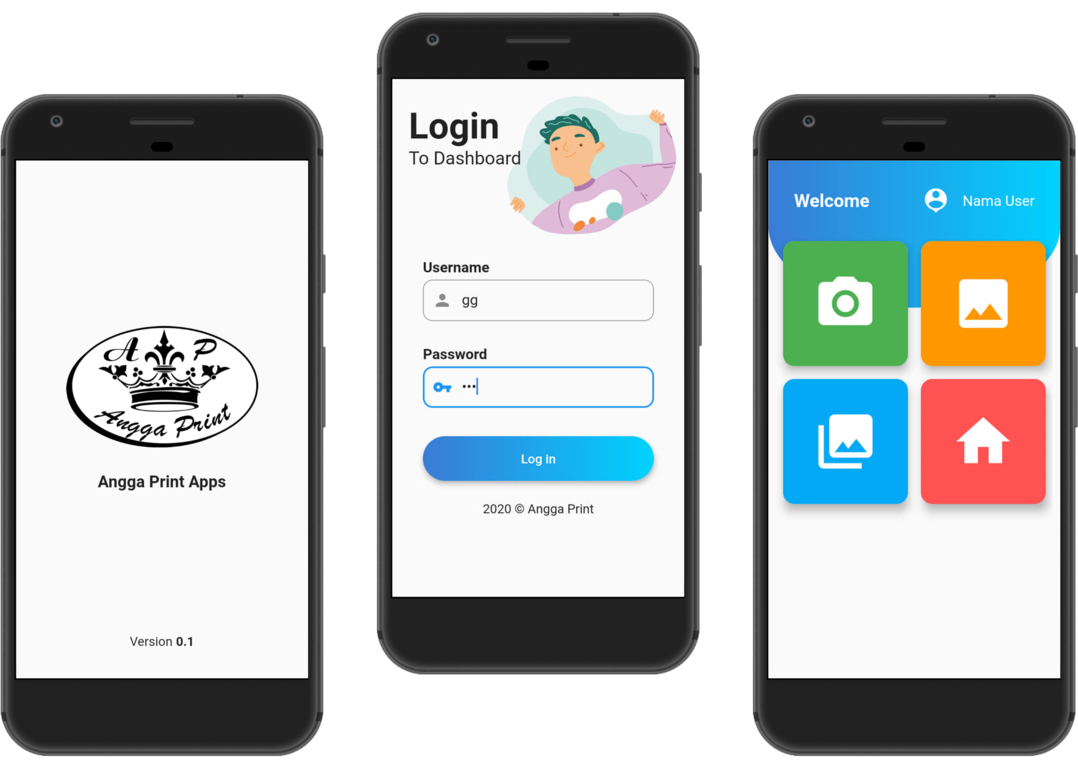 A P
Angga Print
Angga Print Apps
Version 0.1
Login
To Dashboard
Username
gg
Password
•••
Log in
2020 © Angga Print
Welcome
Nama User